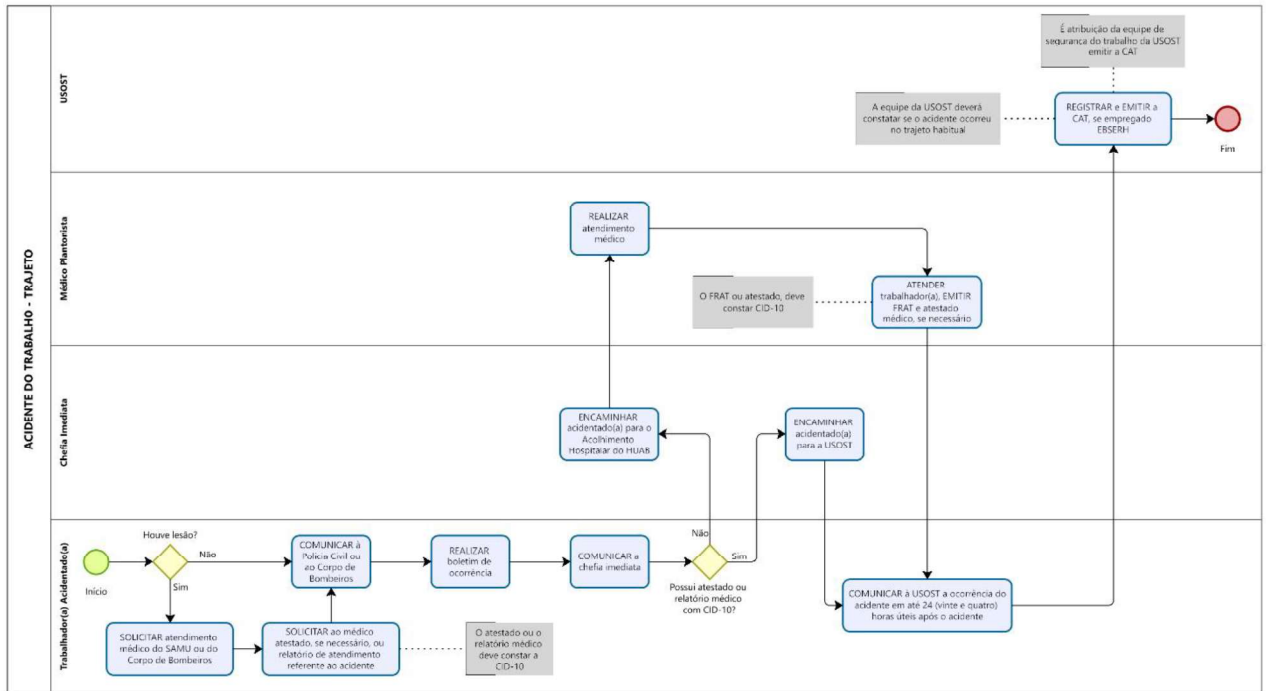 ACIDENTE DO TRABALHO - TRAJETO
USOST
É atribuição da equipe de
segurança do trabalho da USOST
emitir a CAT
A equipe da USOST deverá
constatar se o acidente ocorreu
no trajeto habitual
REGISTRAR e EMITIR a
CAT, se empregado
EBSERH
Fim
Médico Plantorista
REALIZAR
atendimento
médico
O FRAT ou atestado, deve
constar CID-10
ATENDER
trabalhador(a), EMITIR
FRAT e atestado
médico, se necessário
Chefia Imediata
ENCAMINHAR
acidentado(a) para o
Acolhimento
Hospitalar do HUAB
ENCAMINHAR
acidentado(a)
para a USOST
Trabalhador(a) Acidentado(a)
Início
Houve lesão?
Não
Sim
COMUNICAR à
Polícia Civil ou
ao Corpo de
Bombeiros
REALIZAR
boletim de
ocorrência
COMUNICAR a
chefia imediata
Não
Sim
Possui atestado ou
relatório médico
com CID-10?
SOLICITAR atendimento
médico do SAMU ou do
Corpo de Bombeiros
SOLICITAR ao médico
atestado, se necessário, ou
relatório de atendimento
referente ao acidente
O atestado ou o
relatório médico
deve constar a
CID-10
COMUNICAR à USOST a ocorrência do
acidente em até 24 (vinte e quatro)
horas úteis após o acidente